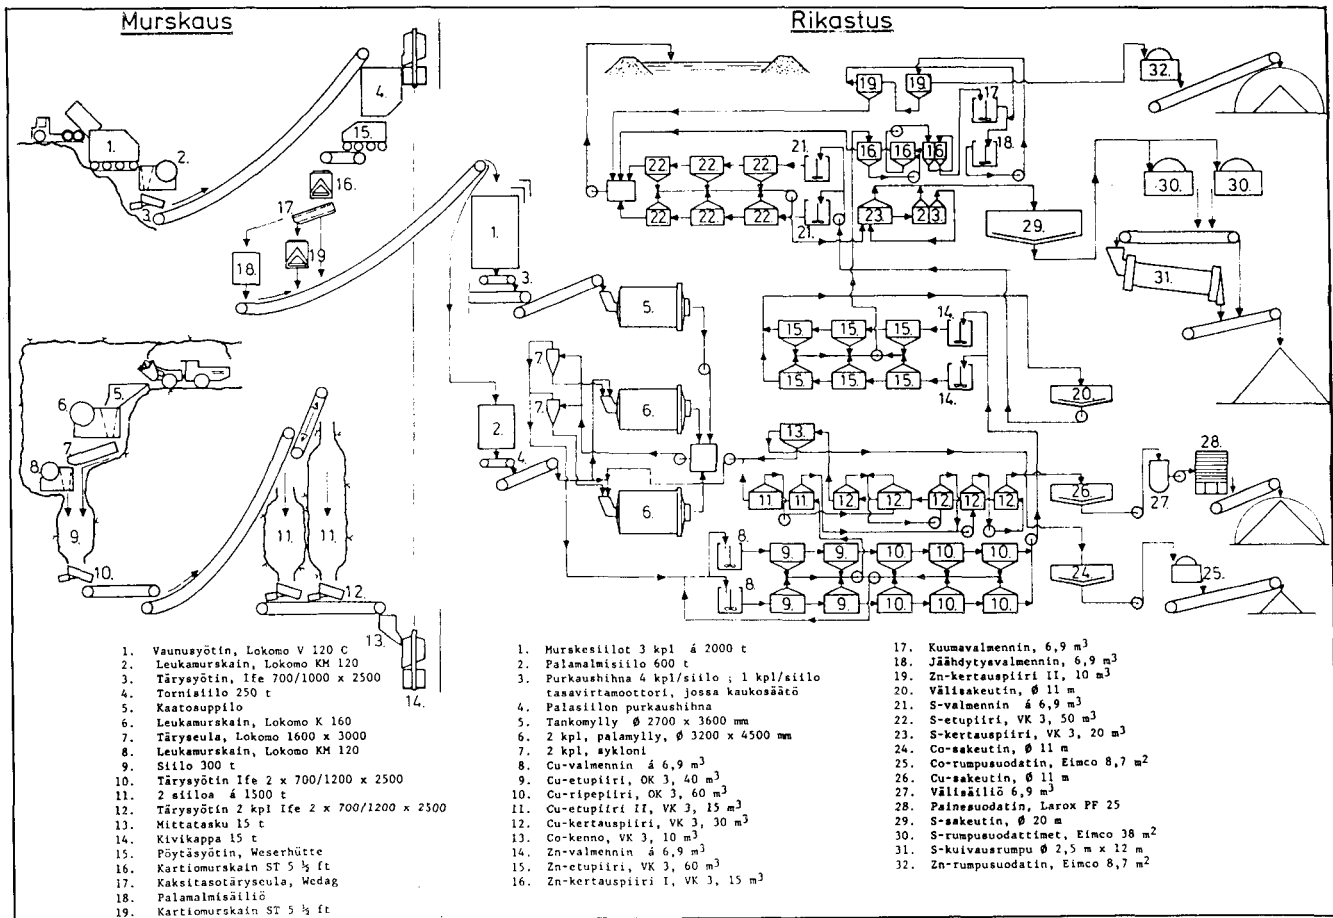 Murskaus
Rikastus
1. Vaunusyötin, Lokomo V 120 C
2. Leukamurskain, Lokomo KM 120
3. Tärysyötin, Ife 700/1000 x 2500
4. Tornisiilo 250 t
5. Kaatosuppilo
6. Leukamurskain, Lokomo K 160
7. Täryseula, Lokomo 1600 x 3000
8. Leukamurskain, Lokomo KM 120
9. Siilo 300 t
10. Tärysyötin Ife 2 x 700/1200 x 2500
11. 2 siiloa á 1500 t
12. Tärysyötin 2 kpl Ife 2 x 700/1200 x 2500
13. Mittatasku 15 t
14. Kivikappa 15 t
15. Pöytäsyötin, Weserhütte
16. Kartiomurskain ST 5 ½ ft
17. Kaksitasotäryseula, Wedag
18. Palamalmisäiliö
19. Kartiomurskain ST 5 ½ ft
1. Murskesiilot 3 kpl á 2000 t
2. Palamalmisiilo 600 t
3. Purkaushihna 4 kpl/siilo ; 1 kpl/siilo
tasavirtamoottori, jossa kaukosäätö
4. Palasiilon purkaushihna
5. Tankomylly Ø 2700 x 3600 mm
6. 2 kpl, palamylly, Ø 3200 x 4500 mm
7. 2 kpl, sykloni
8. Cu-valmennin á 6,9 m³
9. Cu-etupiiri, OK 3, 40 m³
10. Cu-ripepiiri, OK 3, 60 m³
11. Cu-etupiiri II, VK 3, 15 m³
12. Cu-kertauspiiri, VK 3, 30 m³
13. Co-kenno, VK 3, 10 m³
14. Zn-valmennin á 6,9 m³
15. Zn-etupiiri, VK 3, 60 m³
16. Zn-kertauspiiri I, VK 3, 15 m³
17. Kuumavalmennin, 6,9 m³
18. Jäähdytysvalmennin, 6,9 m³
19. Zn-kertauspiiri II, 10 m³
20. Välisakeutin, Ø 11 m
21. S-valmennin á 6,9 m³
22. S-etupiiri, VK 3, 50 m³
23. S-kertauspiiri, VK 3, 20 m³
24. Co-sakeutin, Ø 11 m
25. Co-rumpusuodatin, Eimco 8,7 m²
26. Cu-sakeutin, Ø 11 m
27. Välisäiliö 6,9 m³
28. Painesuodatin, Larox PF 25
29. S-sakeutin, Ø 20 m
30. S-rumpusuodattimet, Eimco 38 m²
31. S-kuivausrumpu Ø 2,5 m x 12 m
32. Zn-rumpusuodatin, Eimco 8,7 m²